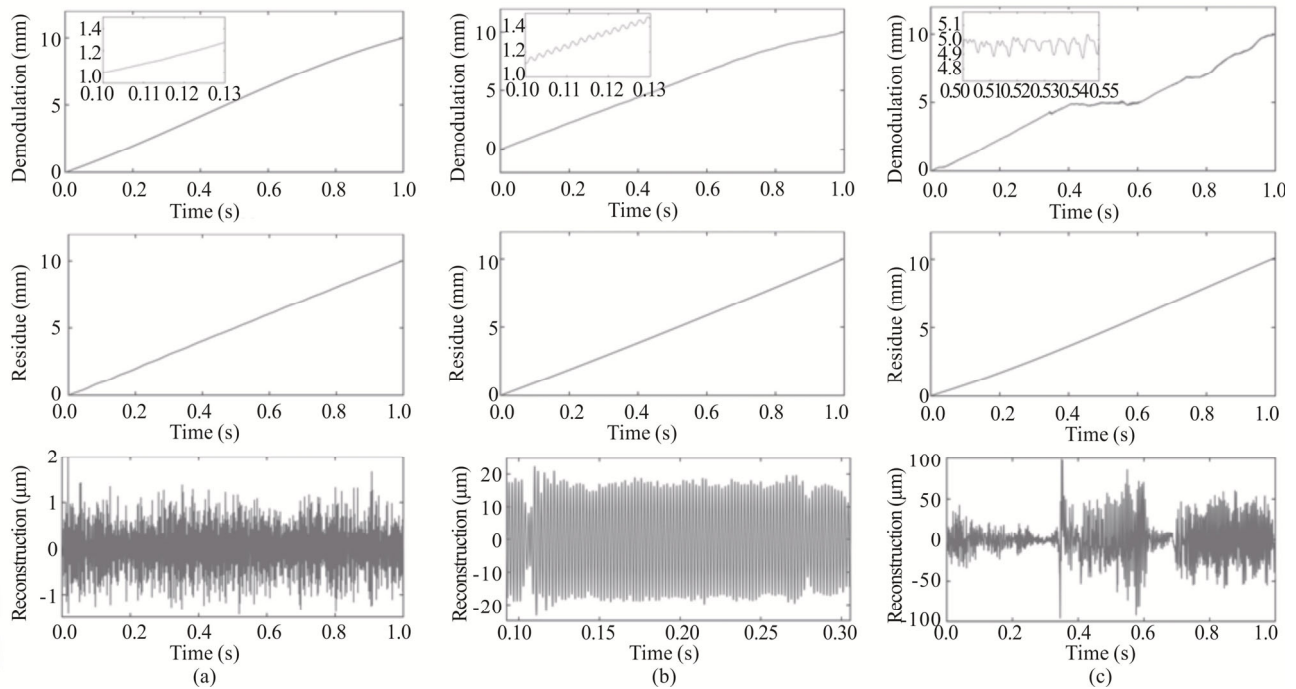 Demodulation (mm)
10
5
0
1.4
1.2
1.0
0.10 0.11 0.12 0.13
0.0 0.2 0.4 0.6 0.8 1.0
Time (s)
Residue (mm)
10
5
0
0.0 0.2 0.4 0.6 0.8 1.0
Time (s)
Reconstruction (μm)
2
1
0
-1
0.0 0.2 0.4 0.6 0.8 1.0
Time (s)
(a)
Demodulation (mm)
10
5
0
1.4
1.2
1.0
0.10 0.11 0.12 0.13
0.0 0.2 0.4 0.6 0.8 1.0
Time (s)
Residue (mm)
10
5
0
0.0 0.2 0.4 0.6 0.8 1.0
Time (s)
Reconstruction (μm)
20
10
0
-10
-20
0.10 0.15 0.20 0.25 0.30
Time (s)
(b)
Demodulation (mm)
10
5
0
5.1
5.0
4.9
4.8
0.50 0.51 0.52 0.53 0.54 0.55
0.0 0.2 0.4 0.6 0.8 1.0
Time (s)
Residue (mm)
10
5
0
0.0 0.2 0.4 0.6 0.8 1.0
Time (s)
Reconstruction (μm)
100
50
0
-50
-100
0.0 0.2 0.4 0.6 0.8 1.0
Time (s)
(c)